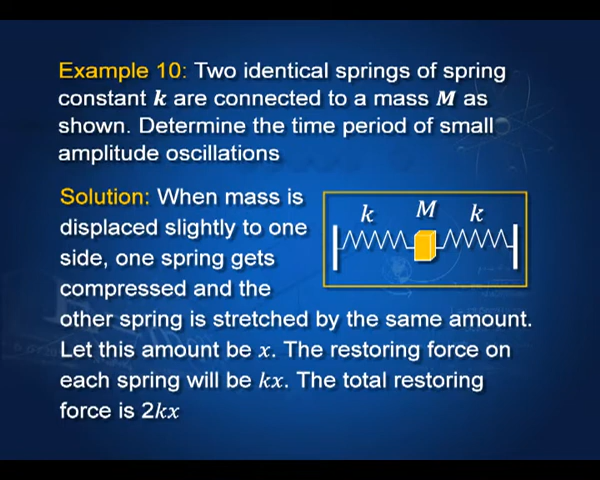 Example 10: Two identical springs of spring
constant k are connected to a mass M as
shown. Determine the time period of small
amplitude oscillations
Solution: When mass is
displaced slightly to one
side, one spring gets
compressed and the
other spring is stretched by the same amount.
Let this amount be x. The restoring force on
each spring will be kx. The total restoring
force is 2kx
k M k